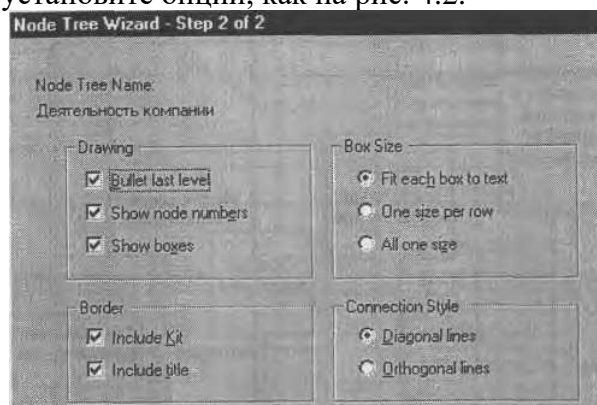 установите опции, как на рис. 4.2.
Node Tree Wizard - Step 2 of 2
Node Tree Name:
Деятельность компании
Drawing
Bullet last level
Show node numbers
Show boxes
Box Size
Fit each box to text
One size per row
All one size
Border
Include Kit
Include title
Connection Style
Diagonal lines
Orthogonal lines